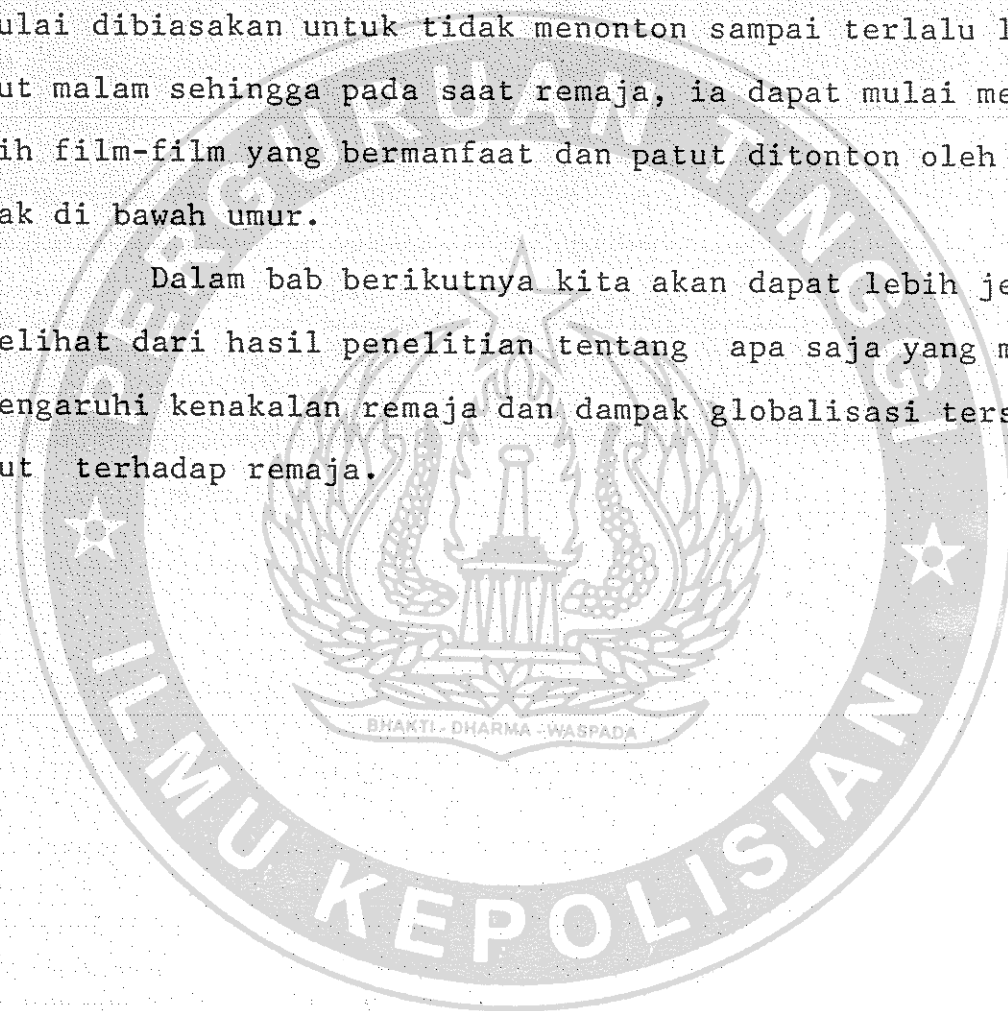 ulai dibiasakan untuk tidak menonton sampai terlalu l
ut malam sehingga pada saat remaja, ia dapat mulai me
ih film-film yang bermanfaat dan patut ditonton oleh
ak di bawah umur.
Dalam bab berikutnya kita akan dapat lebih je
elihat dari hasil penelitian tentang apa saja yang m
engaruhi kenakalan remaja dan dampak globalisasi ters
ut terhadap remaja.
PERGURUAN TINGGI
BHAKTI - DHARMA - WASPADA
ILMU KEPOLISIAN